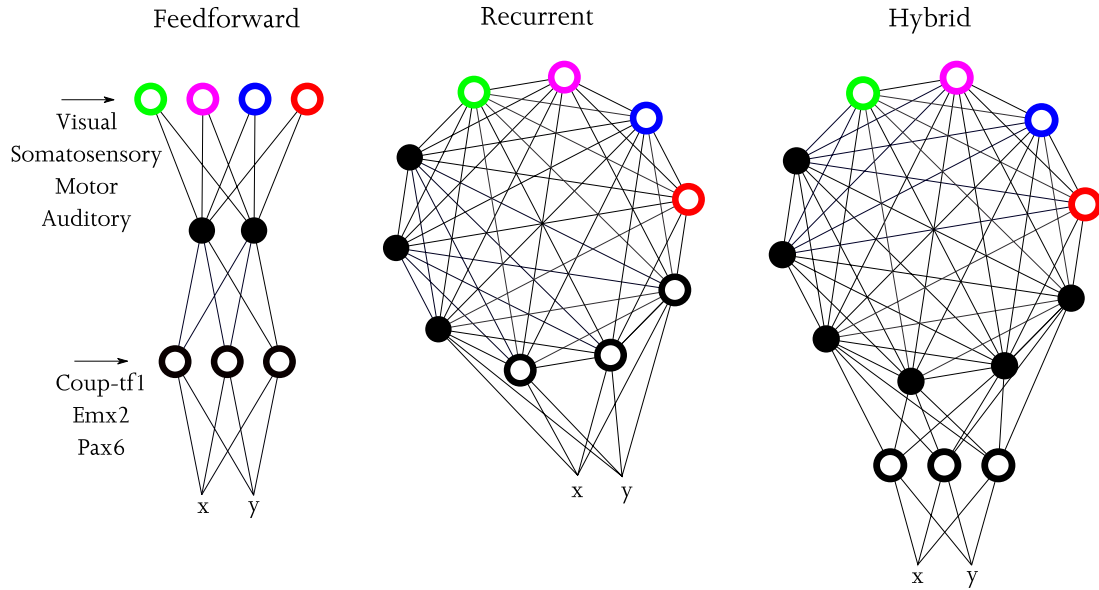 Feedforward
Recurrent
Hybrid
Visual
Somatosensory
Motor
Auditory
Coup-tf1
Emx2
Pax6
x y
x y
x y